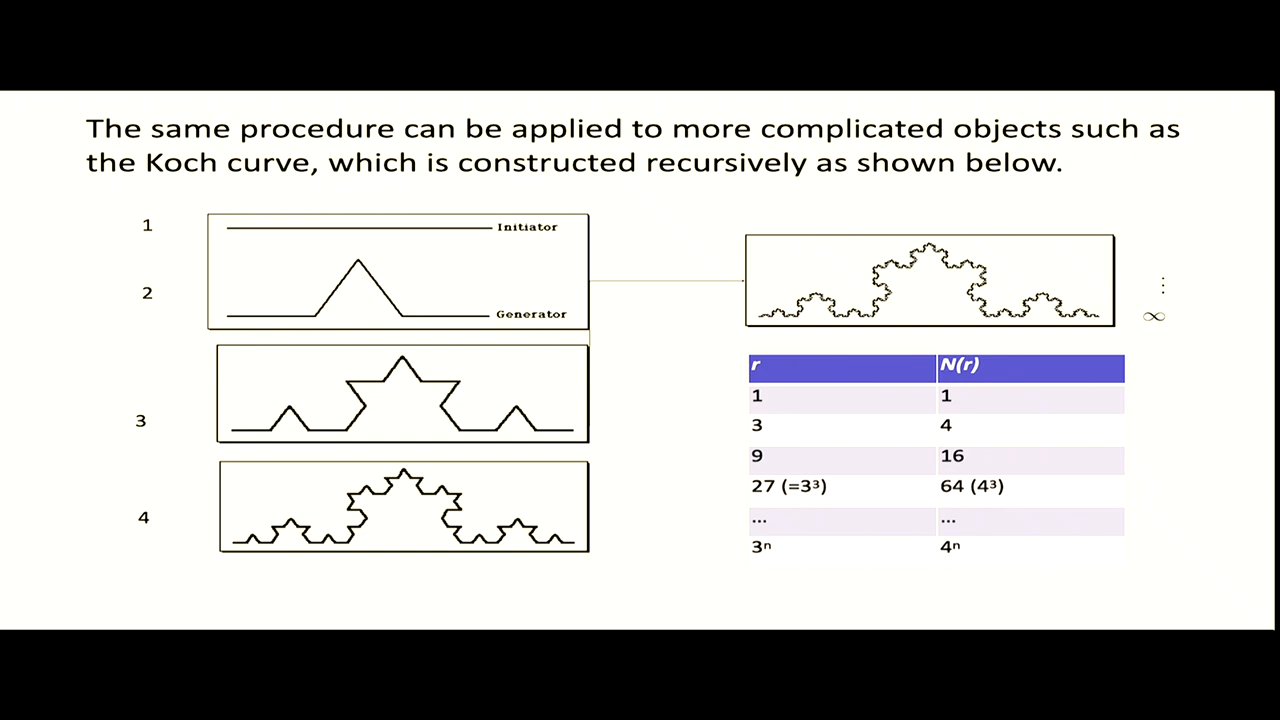 The same procedure can be applied to more complicated objects such as
the Koch curve, which is constructed recursively as shown below.
1
Initiator
2
Generator
3
4
⋮
∞
r N(r)
1 1
3 4
9 16
27 (=3³) 64 (4³)
... ...
3ⁿ 4ⁿ